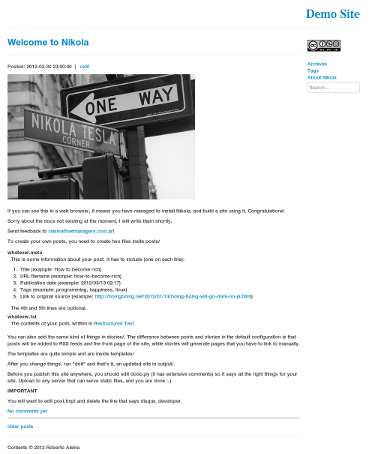 Demo Site
Welcome to Nikola
Posted: 2012-03-30 23:00:00 |
ONE WAY
NIKOLA TESLA
CORNER
Archives
Tags
About Nikola
Search...
If you can see this in a web browser, it means you have managed to install Nikola, and build a site using it. Congratulations!
Sorry about the docs not existing at the moment, I will write them shortly.
Send feedback to ralsina@netmanagers.com.ar!
To create your own posts, you need to create two files inside posts/
whatever.meta
This is some information about your post. It has to include (one on each line):
1. Title (example: How to become rich)
2. URL filename (example: how-to-become-rich)
3. Publication date (example: 2012/03/13 02:17)
4. Tags (example: programming, happiness, linux)
5. Link to original source (example: http://boingboing.net/2012/01/13/boing-boing-will-go-dark-on-ja.html)
The 4th and 5th lines are optional.
whatever.txt
The contents of your post, written in Restructured Text
You can also add the same kind of things in stories/. The difference between posts and stories in the default configuration is that
posts will be added to RSS feeds and the front page of the site, while stories will generate pages that you have to link to manually.
The templates are quite simple and are inside templates/
After you change things, run "doit" and that's it, an updated site in output/.
Before you publish this site anywhere, you should edit dodo.py (it has extensive comments) so it says all the right things for your
site. Upload to any server that can serve static files, and you are done :-)
IMPORTANT
You will want to edit post.tmpl and delete the line that says disqus_developer.
No comments yet
older posts
Contents © 2012 Roberto Alsina